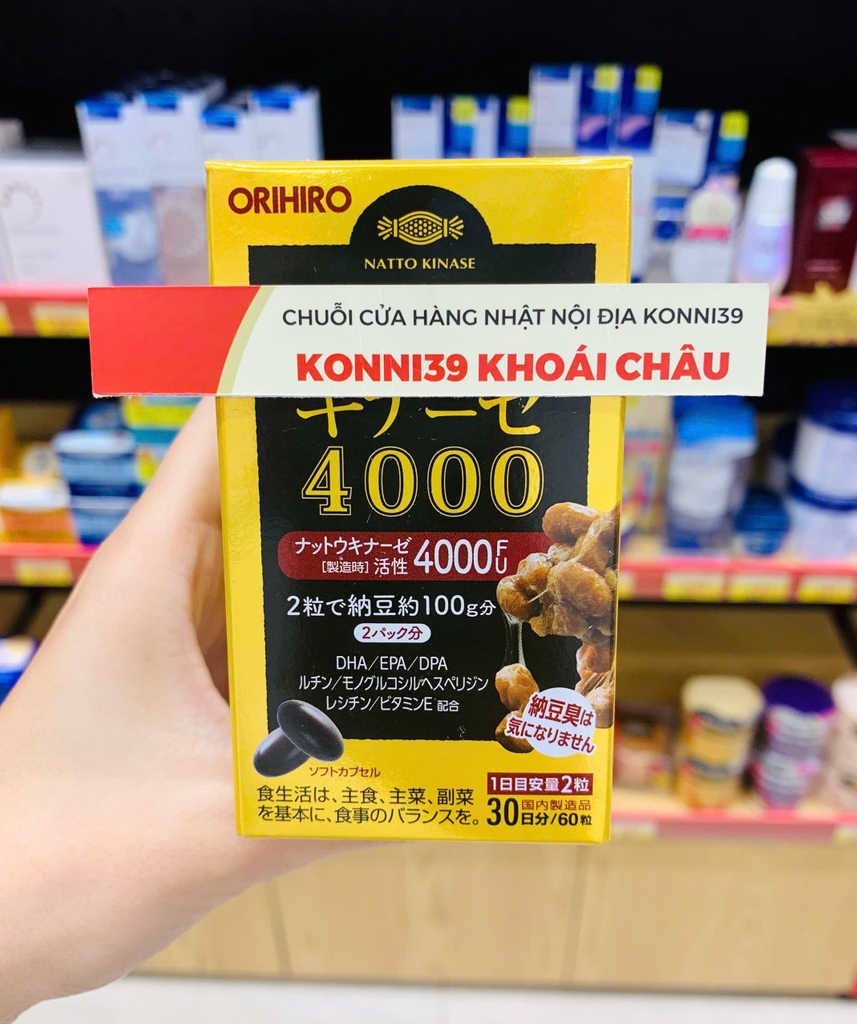 ORIHIRO
NATTO KINASE
CHUỖI CỬA HÀNG NHẬT NỘI ĐỊA KONNI39
KONNI39 KHOÁI CHÂU
キナーゼ
4000
ナットウキナーゼ
[製造時] 活性 4000FU
2粒で納豆約100g分
2パック分
DHA/EPA/DPA
ルチン/モノグルコシルヘスペリジン
レシチン/ビタミンE 配合
納豆臭は
気になりません
ソフトカプセル
1日目安量2粒
食生活は、主食、主菜、副菜
を基本に、食事のバランスを。
国内製造品
30日分/60粒